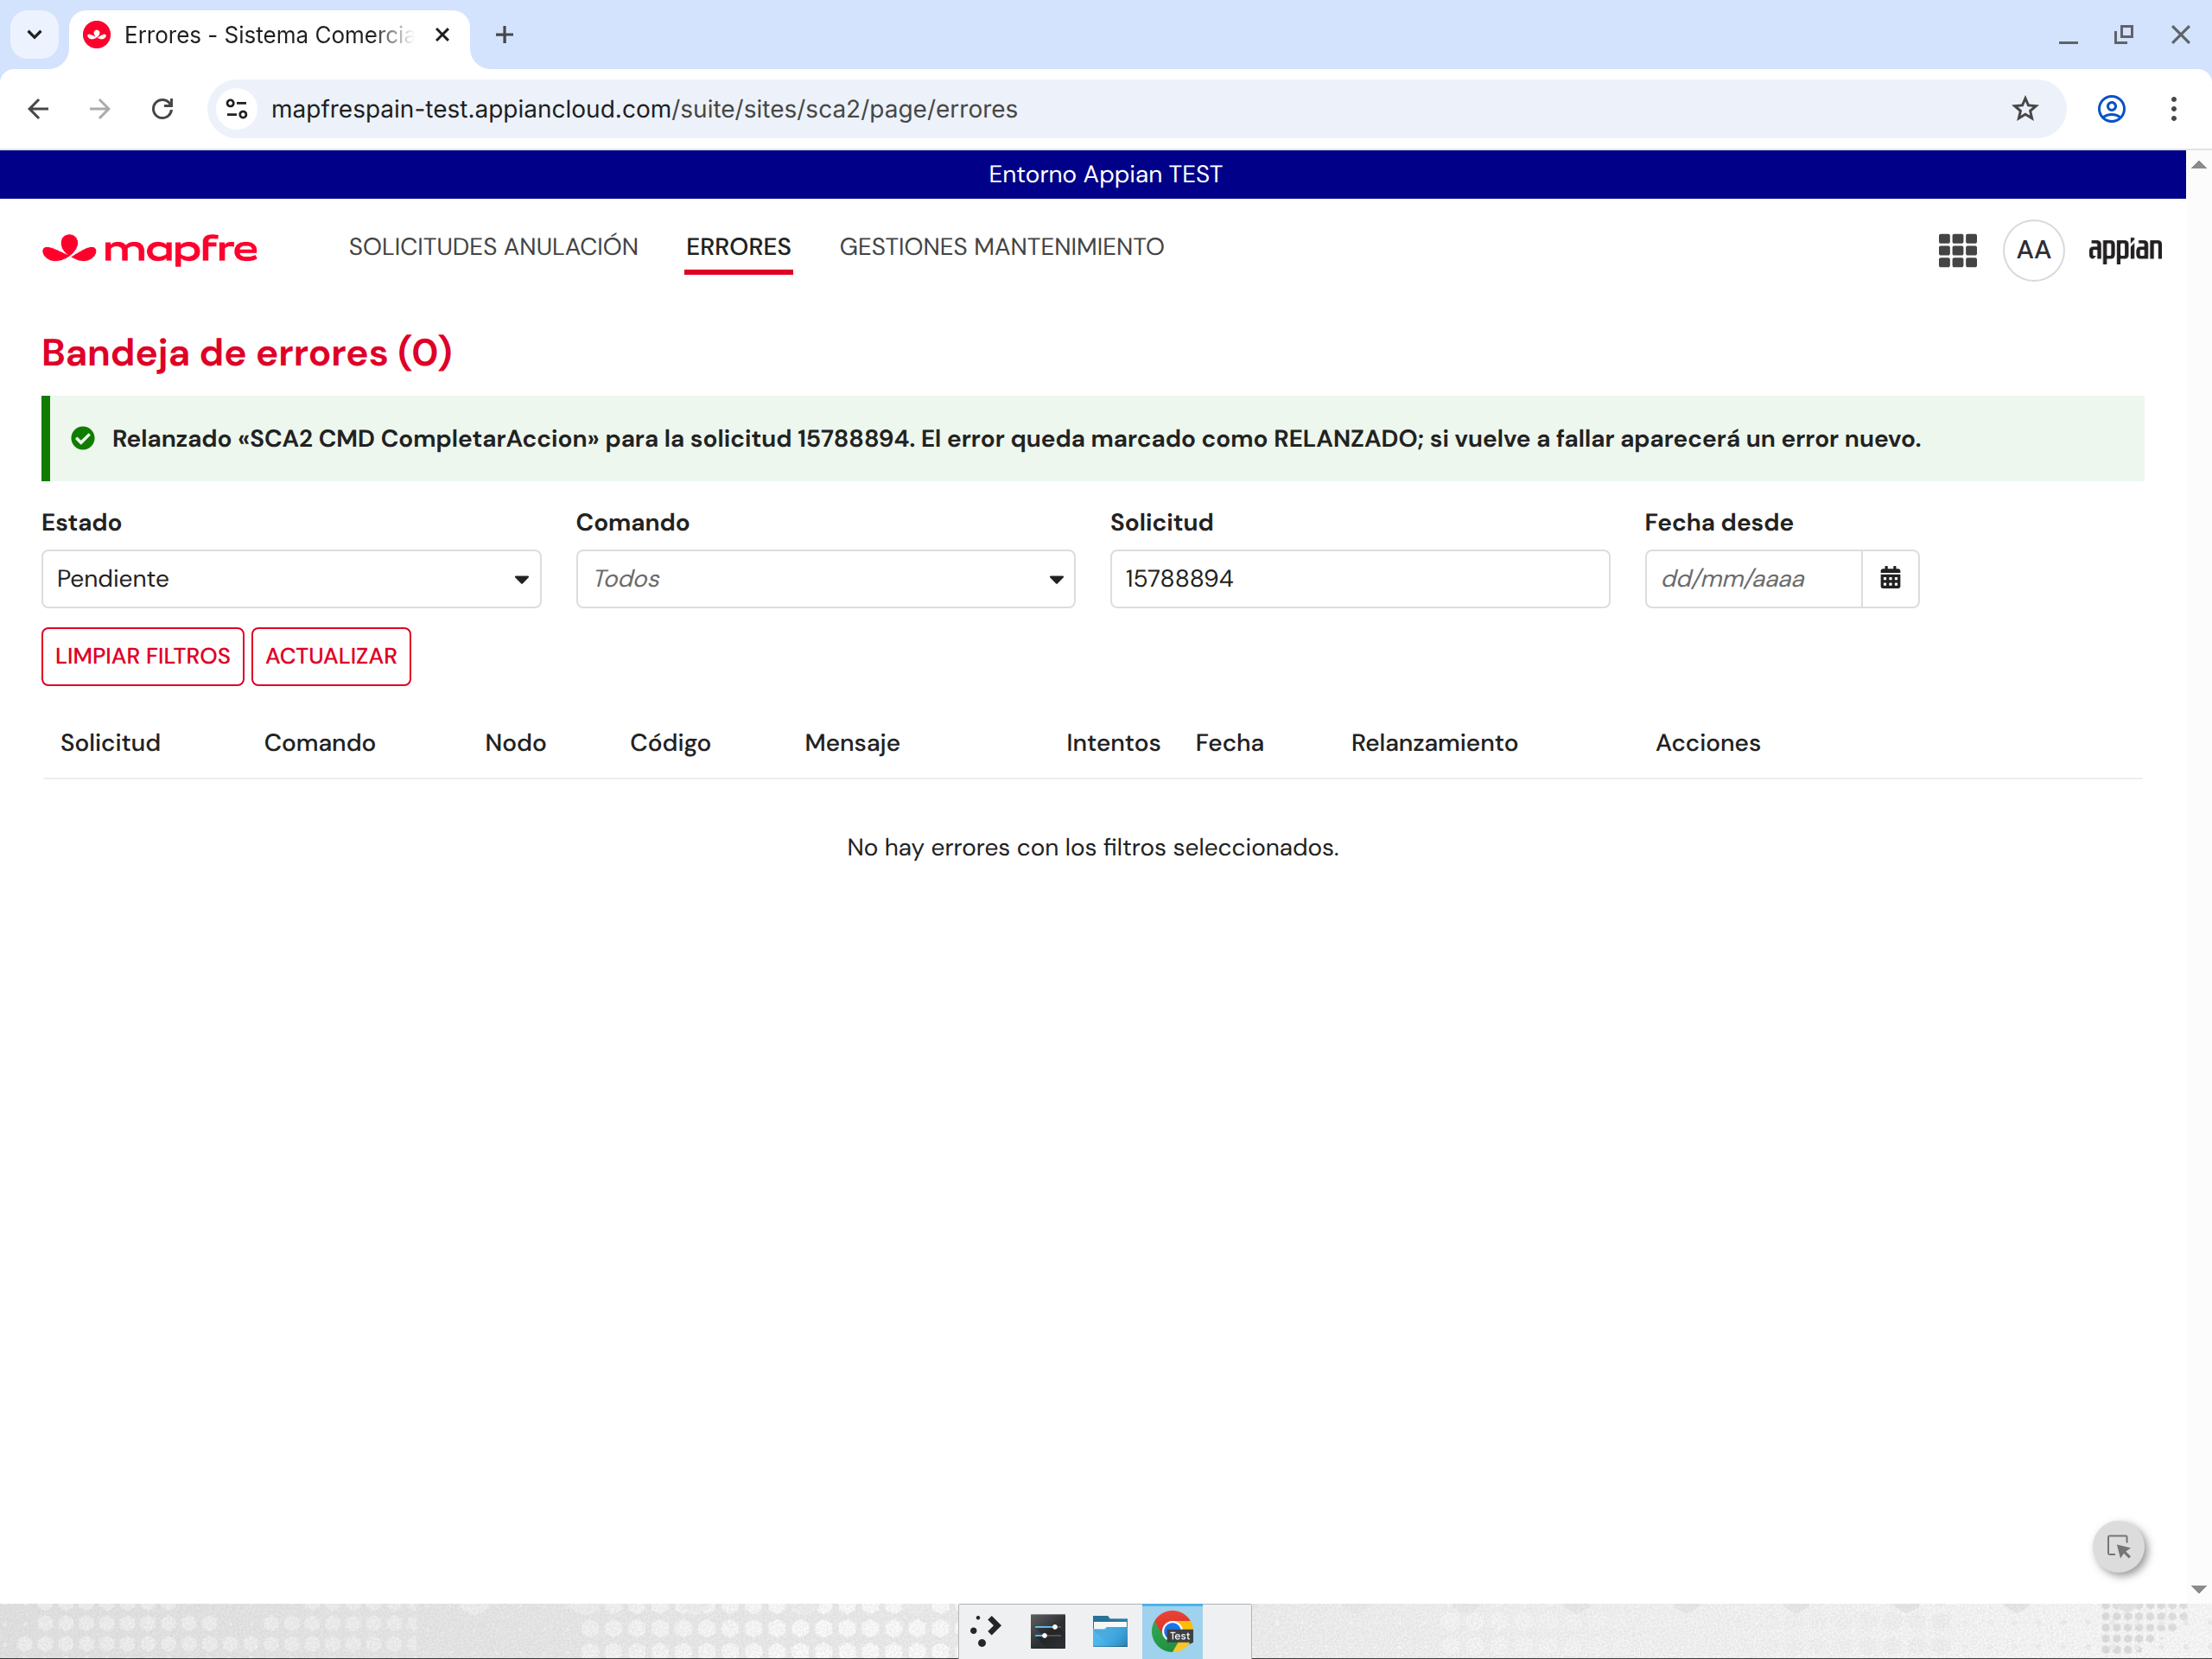 Errores - Sistema Comercia
mapfrespain-test.appiancloud.com/suite/sites/sca2/page/errores
Entorno Appian TEST
mapfre
SOLICITUDES ANULACIÓN
ERRORES
GESTIONES MANTENIMIENTO
AA
appian
Bandeja de errores (0)
Relanzado «SCA2 CMD CompletarAccion» para la solicitud 15788894. El error queda marcado como RELANZADO; si vuelve a fallar aparecerá un error nuevo.
Estado
Comando
Solicitud
Fecha desde
Pendiente
Todos
15788894
dd/mm/aaaa
LIMPIAR FILTROS
ACTUALIZAR
Solicitud
Comando
Nodo
Código
Mensaje
Intentos
Fecha
Relanzamiento
Acciones
No hay errores con los filtros seleccionados.
Test